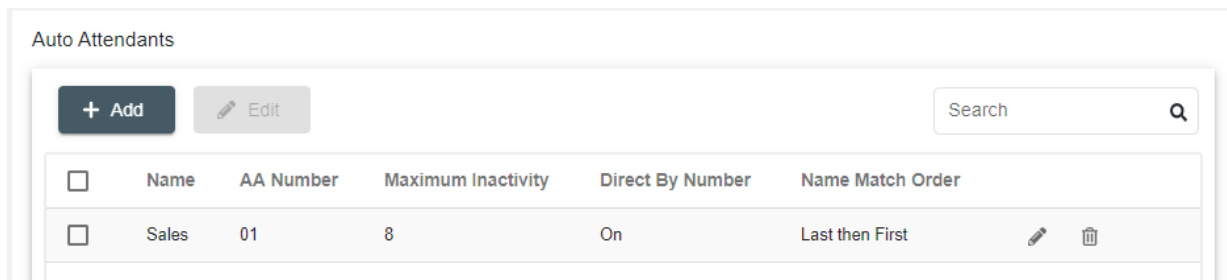 Auto Attendants
+ Add Edit Search
Name AA Number Maximum Inactivity Direct By Number Name Match Order
Sales 01 8 On Last then First